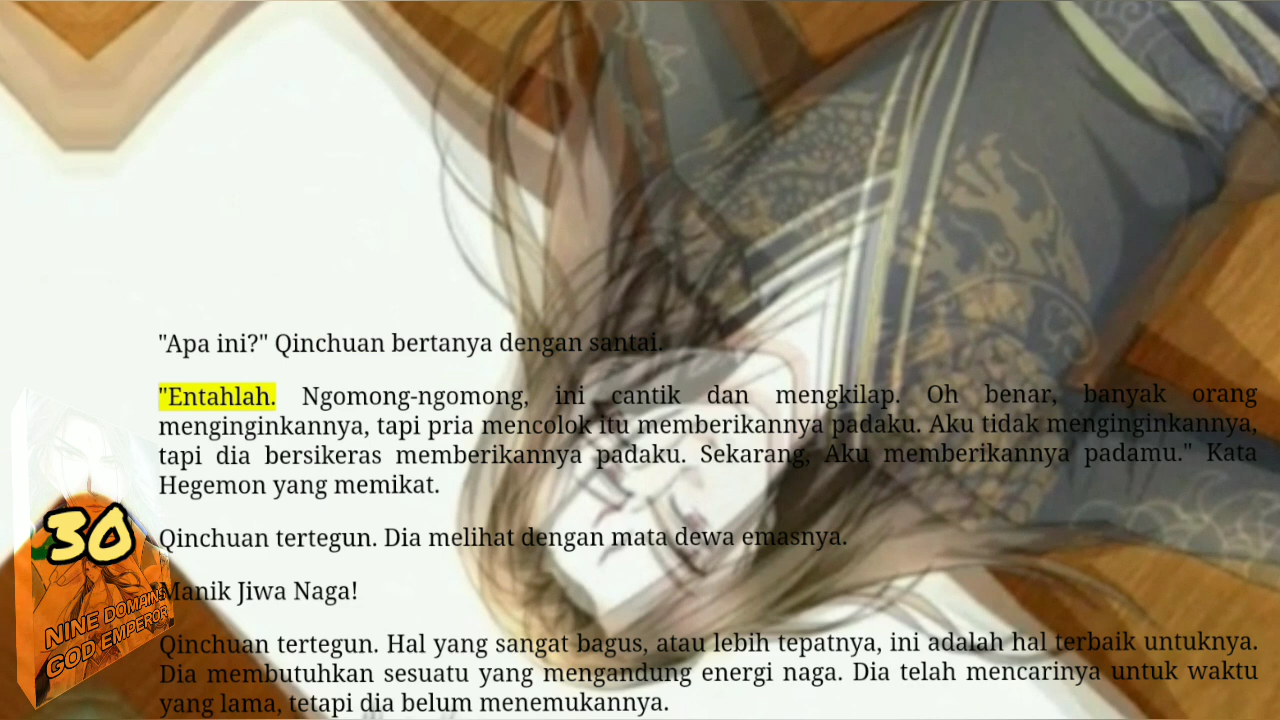 "Apa ini?" Qinchuan bertanya dengan santai.
"Entahlah. Ngomong-ngomong, ini cantik dan mengkilap. Oh benar, banyak orang
menginginkannya, tapi pria mencolok itu memberikannya padaku. Aku tidak menginginkannya,
tapi dia bersikeras memberikannya padaku. Sekarang, Aku memberikannya padamu." Kata
Hegemon yang memikat.
Qinchuan tertegun. Dia melihat dengan mata dewa emasnya.
Manik Jiwa Naga!
Qinchuan tertegun. Hal yang sangat bagus, atau lebih tepatnya, ini adalah hal terbaik untuknya.
Dia membutuhkan sesuatu yang mengandung energi naga. Dia telah mencarinya untuk waktu
yang lama, tetapi dia belum menemukannya.
30
NINE DOMAINS
GOD EMPEROR